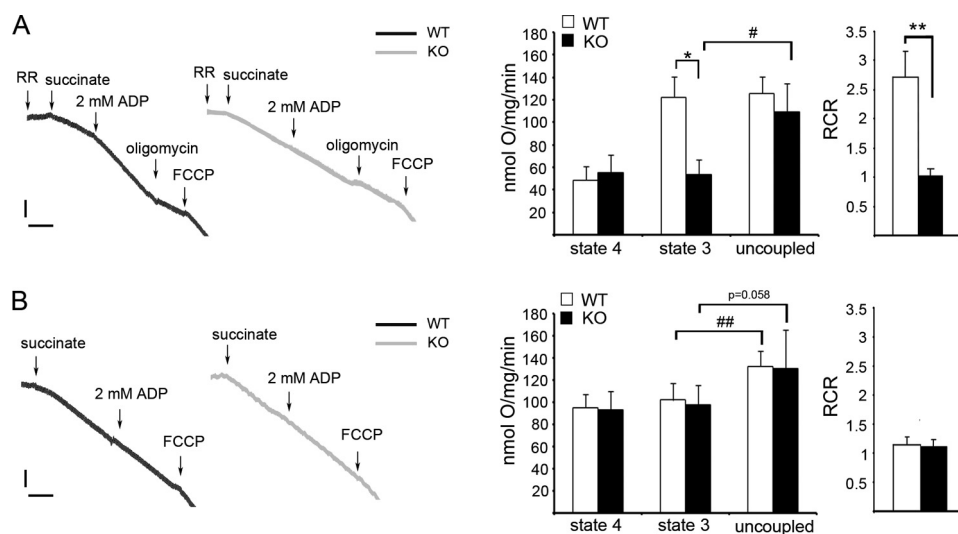 A
WT
KO
RR
succinate
2 mM ADP
oligomycin
FCCP
RR
succinate
2 mM ADP
oligomycin
FCCP
nmol O/mg/min
180
160
140
120
100
80
60
40
20
WT
KO
*
#
state 4
state 3
uncoupled
RCR
3.5
3
2.5
2
1.5
1
0.5
**
B
WT
KO
succinate
2 mM ADP
FCCP
succinate
2 mM ADP
FCCP
nmol O/mg/min
180
160
140
120
100
80
60
40
20
WT
KO
p=0.058
##
state 4
state 3
uncoupled
RCR
3.5
3
2.5
2
1.5
1
0.5